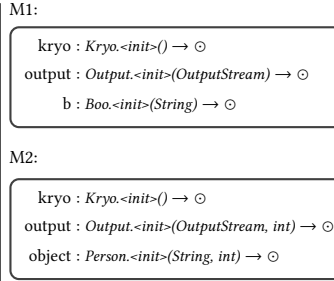 M1:
kryo : Kryo.<init>() → ⊙
output : Output.<init>(OutputStream) → ⊙
b : Boo.<init>(String) → ⊙
M2:
kryo : Kryo.<init>() → ⊙
output : Output.<init>(OutputStream, int) → ⊙
object : Person.<init>(String, int) → ⊙